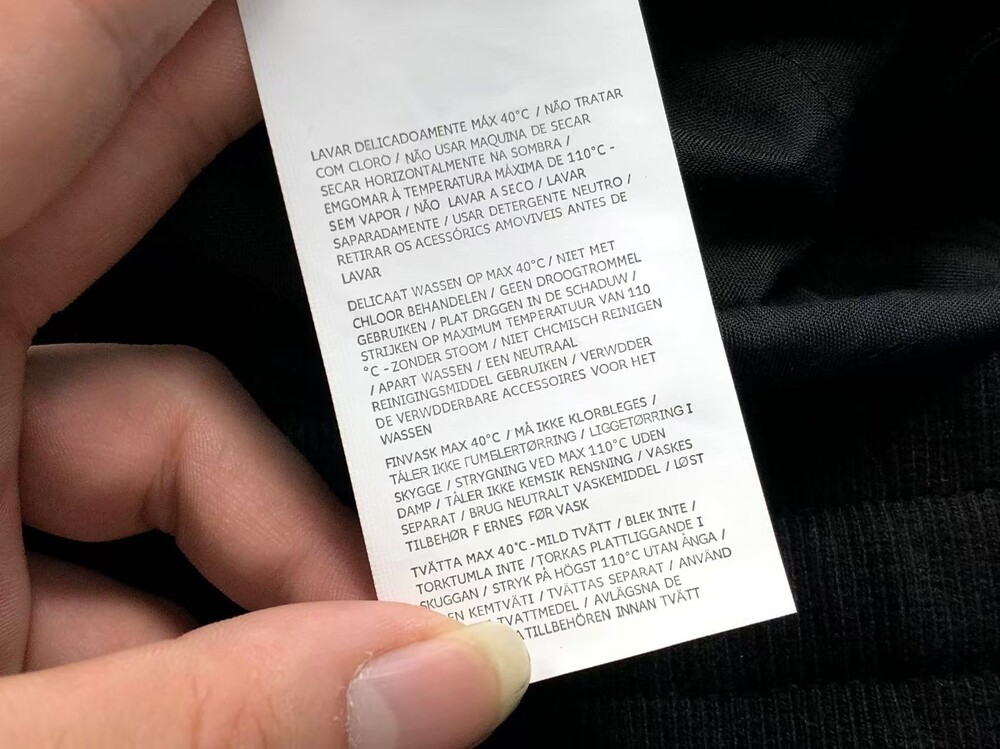 LAVAR DELICADOAMENTE MÁX 40°C / NÃO TRATAR
COM CLORO / NÃO USAR MAQUINA DE SECAR
SECAR HORIZONTALMENTE NA SOMBRA /
EMGOMAR À TEMPERATURA MÁXIMA DE 110°C -
SEM VAPOR / NÃO LAVAR A SECO / LAVAR
SAPARADAMENTE / USAR DETERGENTE NEUTRO /
RETIRAR OS ACESSÓRICS AMOVIVEIS ANTES DE
LAVAR
DELICAAT WASSEN OP MAX 40°C / NIET MET
CHLOOR BEHANDELEN / GEEN DROOGTROMMEL
GEBRUIKEN / PLAT DRGGEN IN DE SCHADUW /
STRIJKEN OP MAXIMUM TEMPERATUUR VAN 110
°C - ZONDER STOOM / NIET CHCMISCH REINIGEN
/ APART WASSEN / EEN NEUTRAAL
REINIGINGSMIDDEL GEBRUIKEN / VERWDDER
DE VERWDDERBARE ACCESSOIRES VOOR HET
WASSEN
FINVASK MAX 40°C / MÅ IKKE KLORBLEGES /
TÅLER IKKE TUMBLERTØRRING / LIGGETØRRING I
SKYGGE / STRYGNING VED MAX 110°C UDEN
DAMP / TÅLER IKKE KEMSIK RENSNING / VASKES
SEPARAT / BRUG NEUTRALT VASKEMIDDEL / LØST
TILBEHØR F ERNES FØR VASK
TVÄTTA MAX 40°C - MILD TVÄTT / BLEK INTE /
TORKTUMLA INTE / TORKAS PLATTLIGGANDE I
SKUGGAN / STRYK PÅ HÖGST 110°C UTAN ÅNGA /
EN KEMTVÄTI / TVÄTTAS SEPARAT / ANVÄND
TVATTMEDEL / AVLÄGSNA DE
TILLBEHÖREN INNAN TVÄTT